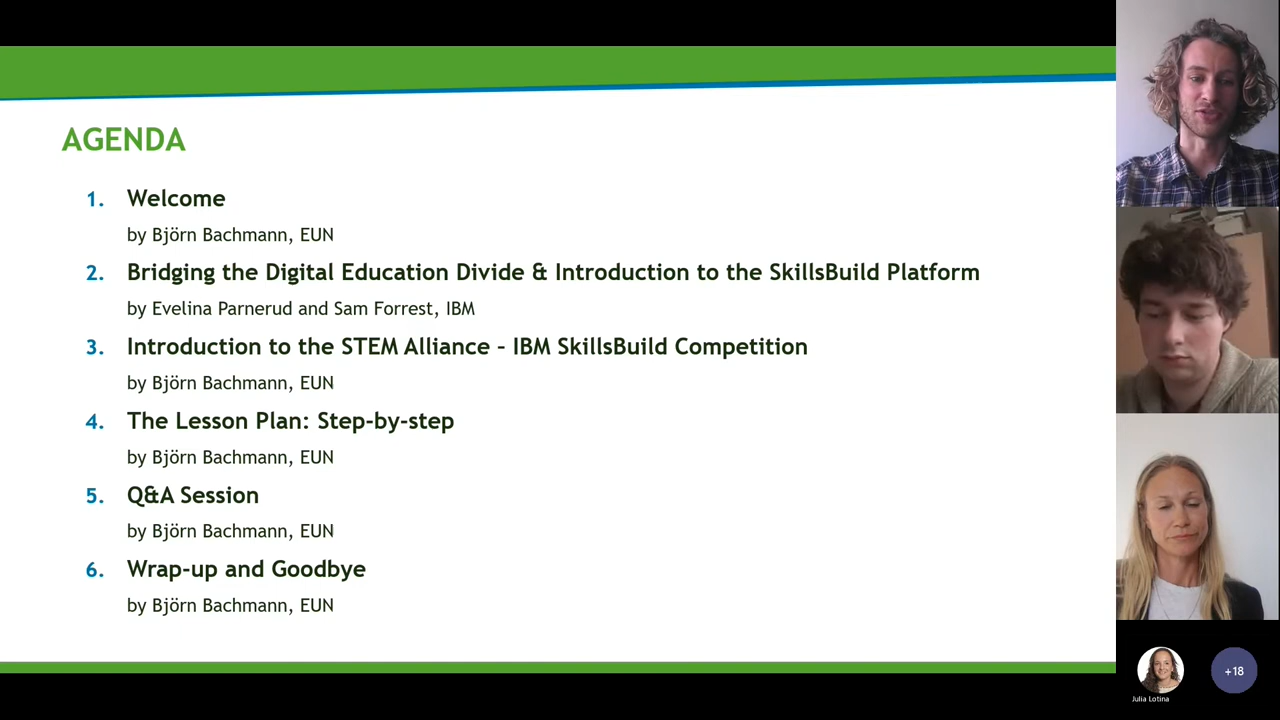 AGENDA
1. Welcome
by Björn Bachmann, EUN
2. Bridging the Digital Education Divide & Introduction to the SkillsBuild Platform
by Evelina Parnerud and Sam Forrest, IBM
3. Introduction to the STEM Alliance – IBM SkillsBuild Competition
by Björn Bachmann, EUN
4. The Lesson Plan: Step-by-step
by Björn Bachmann, EUN
5. Q&A Session
by Björn Bachmann, EUN
6. Wrap-up and Goodbye
by Björn Bachmann, EUN
+18
Julia Lotina